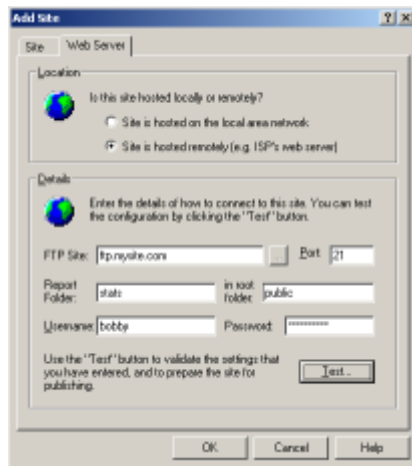 Add Site
Site
Web Server
Location
Is this site hosted locally or remotely?
Site is hosted on the local area network
Site is hosted remotely (e.g. ISP's web server)
Details
Enter the details of how to connect to this site. You can test
the configuration by clicking the "Test" button.
FTP Site: ftp.mysite.com ... Port: 21
Report Folder: stats in root folder: public
Username: bobby Password: **********
Use the "Test" button to validate the settings that
you have entered, and to prepare the site for
publishing.
Test...
OK Cancel Help